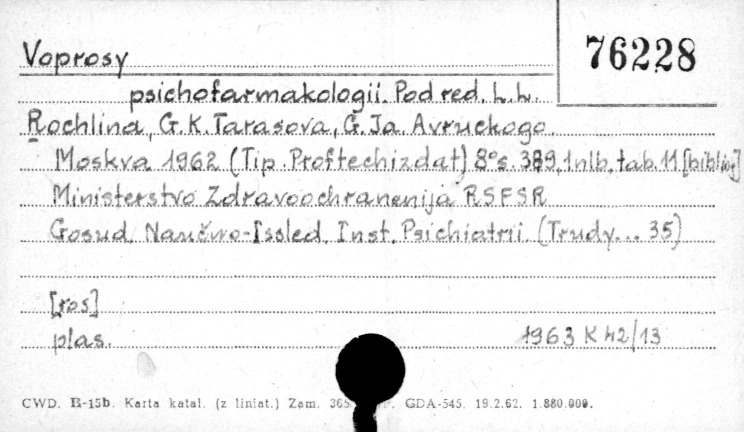 76228
Voprosy
psichofarmakologii. Pod red. L.L.
Rochlina, G.K. Tarasova, G.Ja. Avruckogo.
Moskva 1962 (Tip. Proftechizdat) 8° s. 389, 1 nlb. tab. 11 [bibliogr]
Ministerstvo Zdravoochranenija RSFSR
Gosud. Naučno-Issled. Inst. Psichiatrii. (Trudy... 35)
[ros]
plas. 1963 K 42/13
CWD. B-15b. Karta katal. (z liniat.) Zam. 365 GDA-545. 19.2.62. 1.880.000.